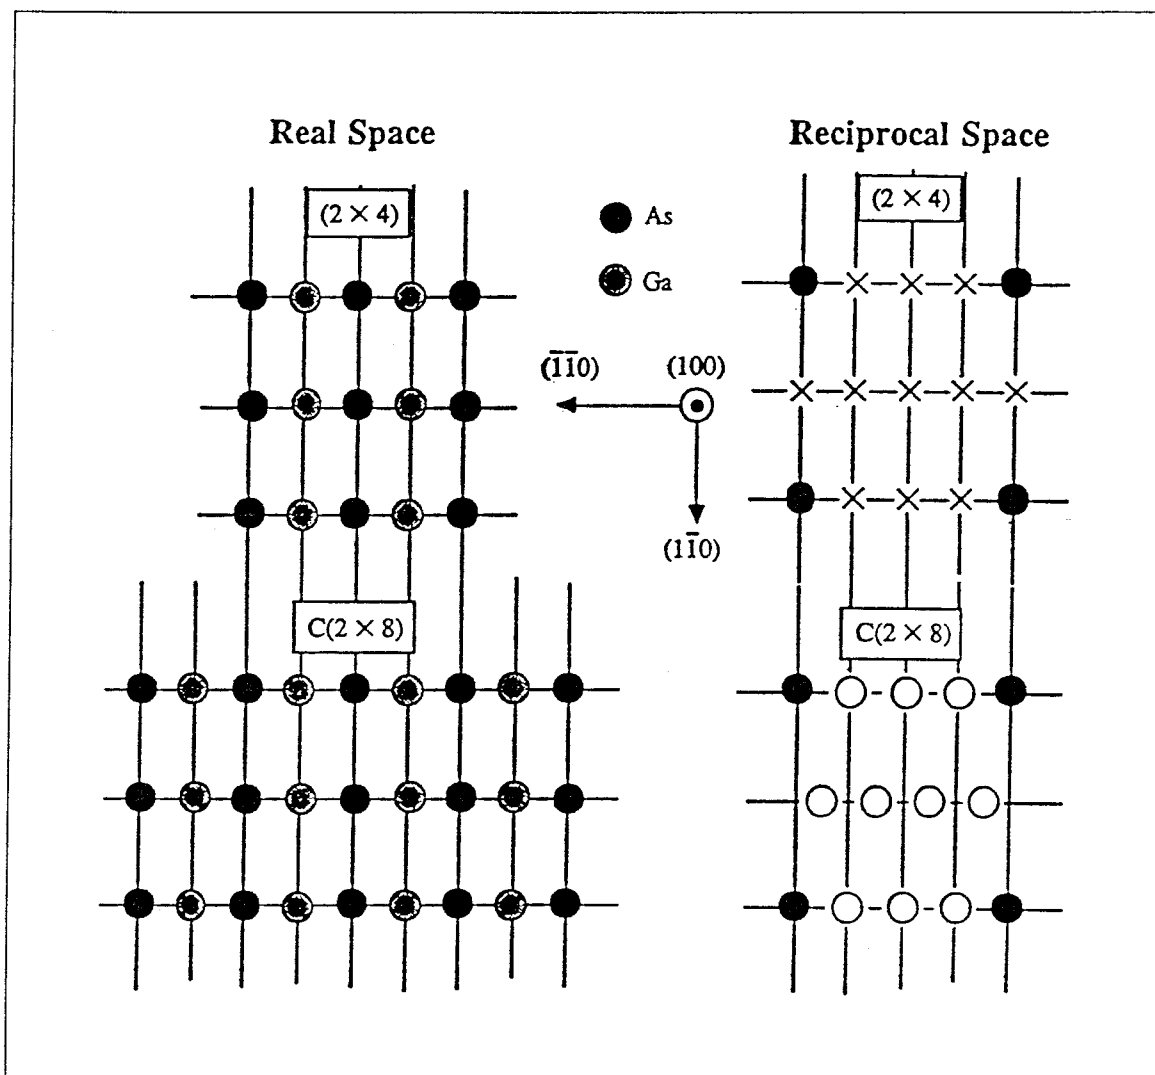 Real Space
Reciprocal Space
(2 × 4)
As
Ga
(2 × 4)
(1̅1̅0)
(100)
(11̅0)
C(2 × 8)
C(2 × 8)